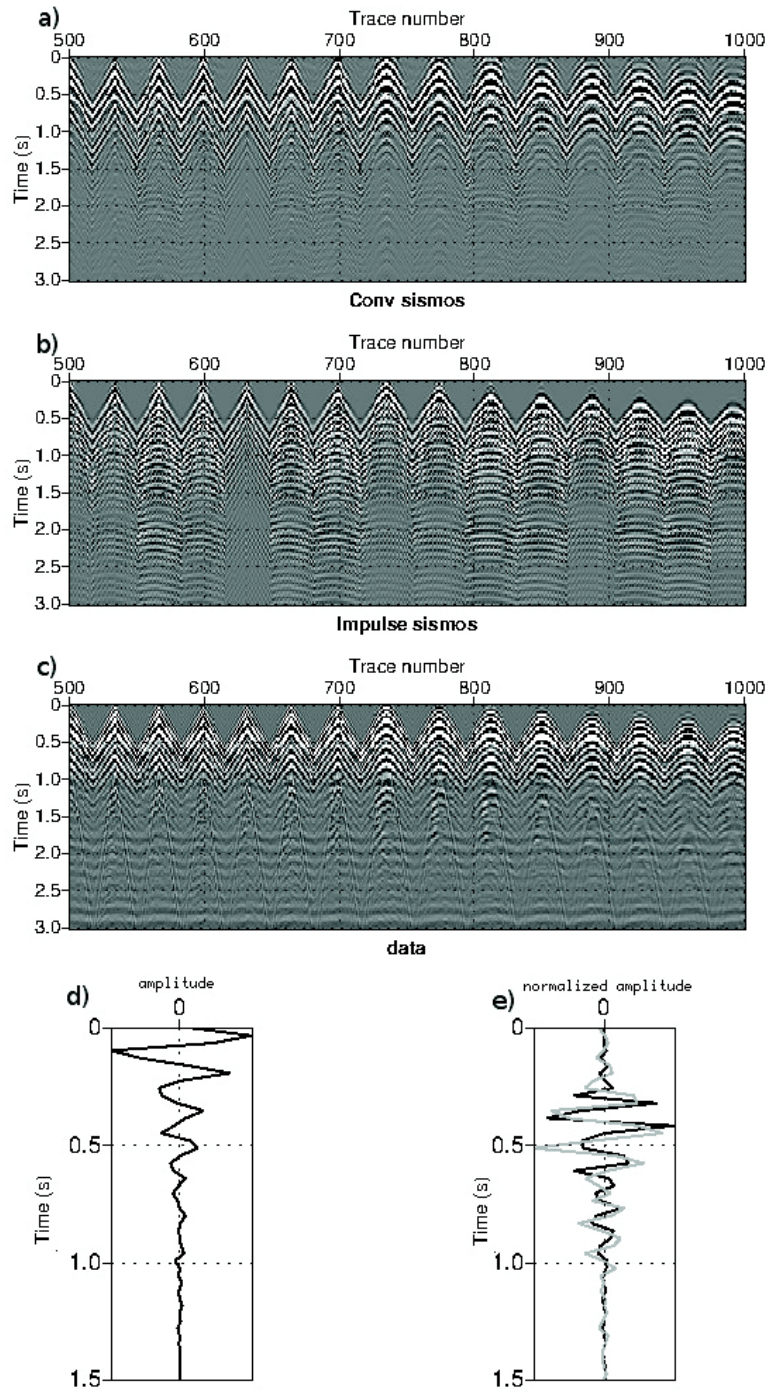 a)
Trace number
500 600 700 800 900 1000
0
0.5
1.0
1.5
2.0
2.5
3.0
Time (s)
Conv sismos
b)
Trace number
500 600 700 800 900 1000
0
0.5
1.0
1.5
2.0
2.5
3.0
Time (s)
Impulse sismos
c)
Trace number
500 600 700 800 900 1000
0
0.5
1.0
1.5
2.0
2.5
3.0
Time (s)
data
d)
amplitude
0
0
0.5
1.0
1.5
Time (s)
e)
normalized amplitude
0
0
0.5
1.0
1.5
Time (s)